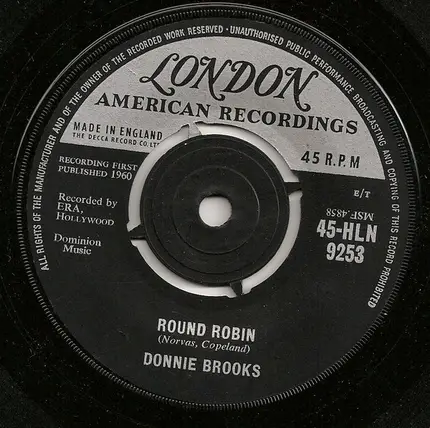 ALL RIGHTS OF THE MANUFACTURER AND OF THE OWNER OF THE RECORDED WORK RESERVED · UNAUTHORISED PUBLIC PERFORMANCE BROADCASTING AND COPYING OF THIS RECORD PROHIBITED
LONDON
AMERICAN RECORDINGS
MADE IN ENGLAND
THE DECCA RECORD CO. LTD
45 R.P.M
RECORDING FIRST
PUBLISHED 1960
E/T
Recorded by
ERA,
HOLLYWOOD
MSF.4858
Dominion
Music
45-HLN
9253
ROUND ROBIN
(Norvas, Copeland)
DONNIE BROOKS